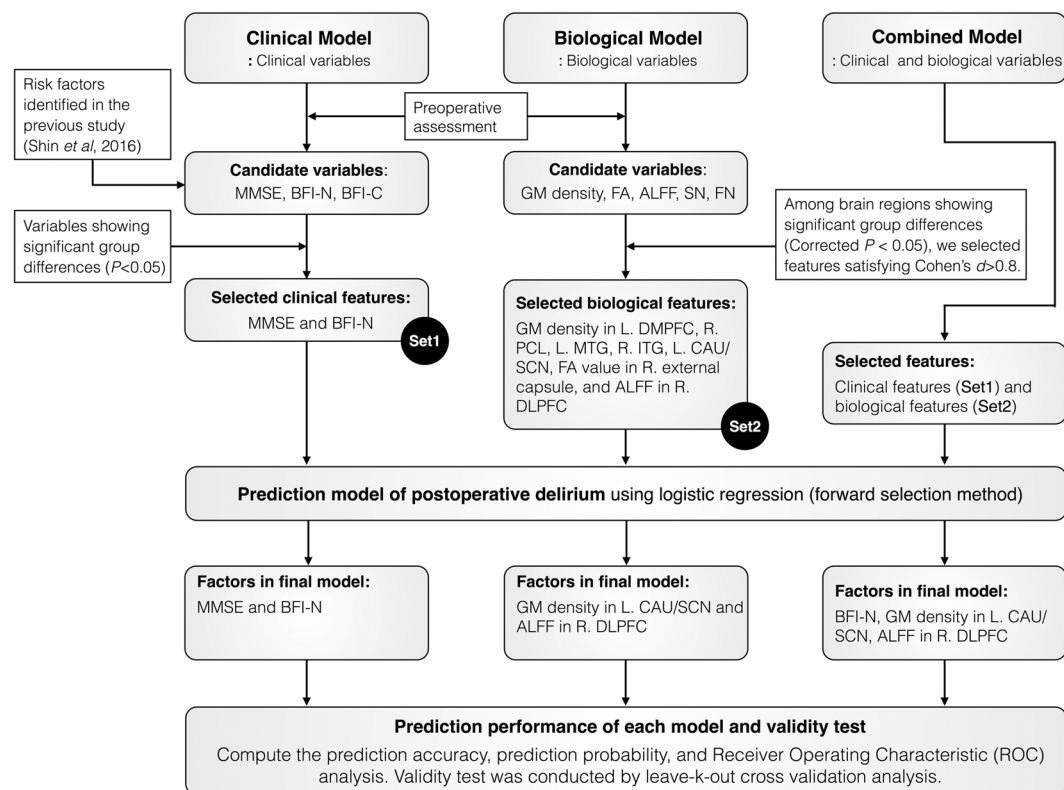 Clinical Model
: Clinical variables
Biological Model
: Biological variables
Combined Model
: Clinical and biological variables
Risk factors
identified in the
previous study
(Shin et al, 2016)
Preoperative
assessment
Candidate variables:
MMSE, BFI-N, BFI-C
Candidate variables:
GM density, FA, ALFF, SN, FN
Variables showing
significant group
differences (P<0.05)
Among brain regions showing
significant group differences
(Corrected P < 0.05), we selected
features satisfying Cohen's d>0.8.
Selected clinical features:
MMSE and BFI-N
Set1
Selected biological features:
GM density in L. DMPFC, R.
PCL, L. MTG, R. ITG, L. CAU/
SCN, FA value in R. external
capsule, and ALFF in R.
DLPFC
Set2
Selected features:
Clinical features (Set1) and
biological features (Set2)
Prediction model of postoperative delirium using logistic regression (forward selection method)
Factors in final model:
MMSE and BFI-N
Factors in final model:
GM density in L. CAU/SCN and
ALFF in R. DLPFC
Factors in final model:
BFI-N, GM density in L. CAU/
SCN, ALFF in R. DLPFC
Prediction performance of each model and validity test
Compute the prediction accuracy, prediction probability, and Receiver Operating Characteristic (ROC)
analysis. Validity test was conducted by leave-k-out cross validation analysis.